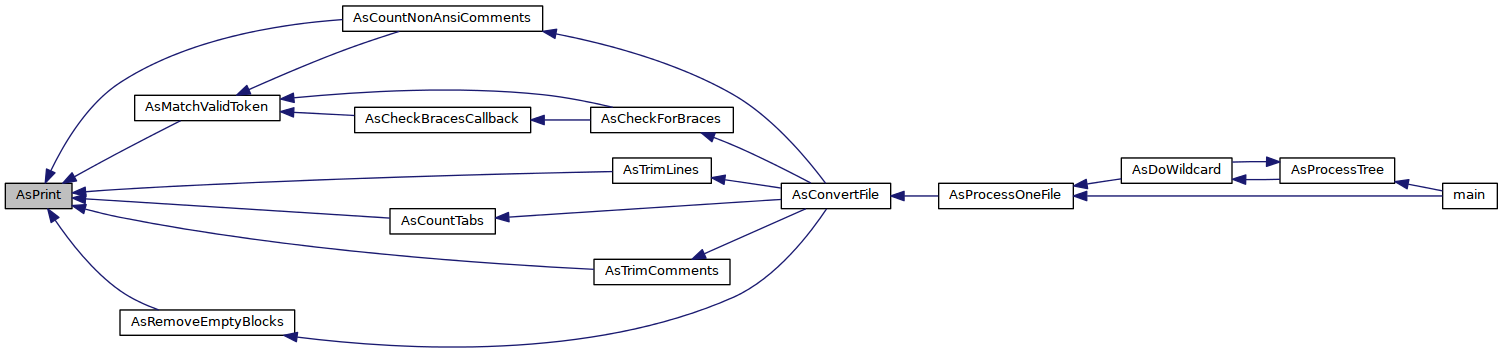 AsCountNonAnsiComments
AsMatchValidToken
AsCheckBracesCallback
AsCheckForBraces
AsTrimLines
AsDoWildcard
AsProcessTree
AsPrint
AsConvertFile
AsProcessOneFile
main
AsCountTabs
AsTrimComments
AsRemoveEmptyBlocks